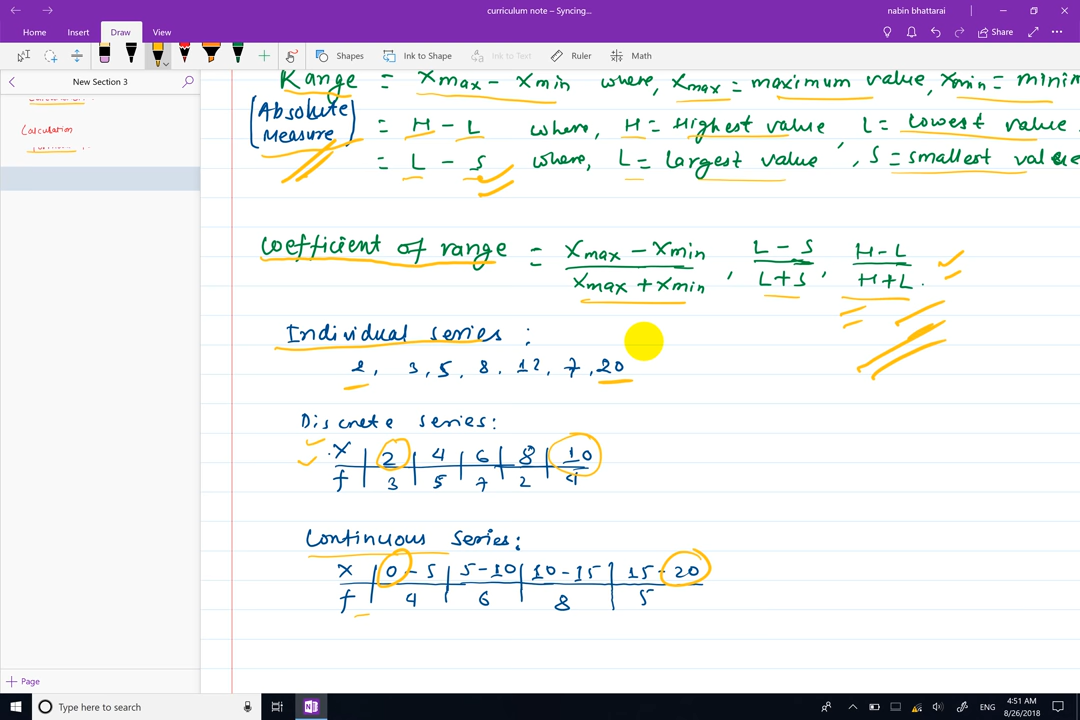 curriculum note – Syncing...
nabin bhattarai
Home Insert Draw View
Share
Shapes Ink to Shape Ink to Text Ruler Math
New Section 3
Calculation
Range = Xmax - Xmin where, Xmax = maximum value, Xmin = minim
(Absolute Measure) = H - L where, H = Highest value L = Lowest value.
= L - S where, L = largest value, S = smallest value
Coefficient of range = Xmax - Xmin / Xmax + Xmin , L - S / L + S , H - L / H + L .
Individual series :
2, 3, 5, 8, 12, 7, 20
Discrete series:
X | 2 | 4 | 6 | 8 | 10
f | 3 | 5 | 7 | 2 | 4
Continuous series:
X | 0 - 5 | 5 - 10 | 10 - 15 | 15 - 20
f | 4 | 6 | 8 | 5
+ Page
Type here to search
ENG
4:51 AM
8/26/2018